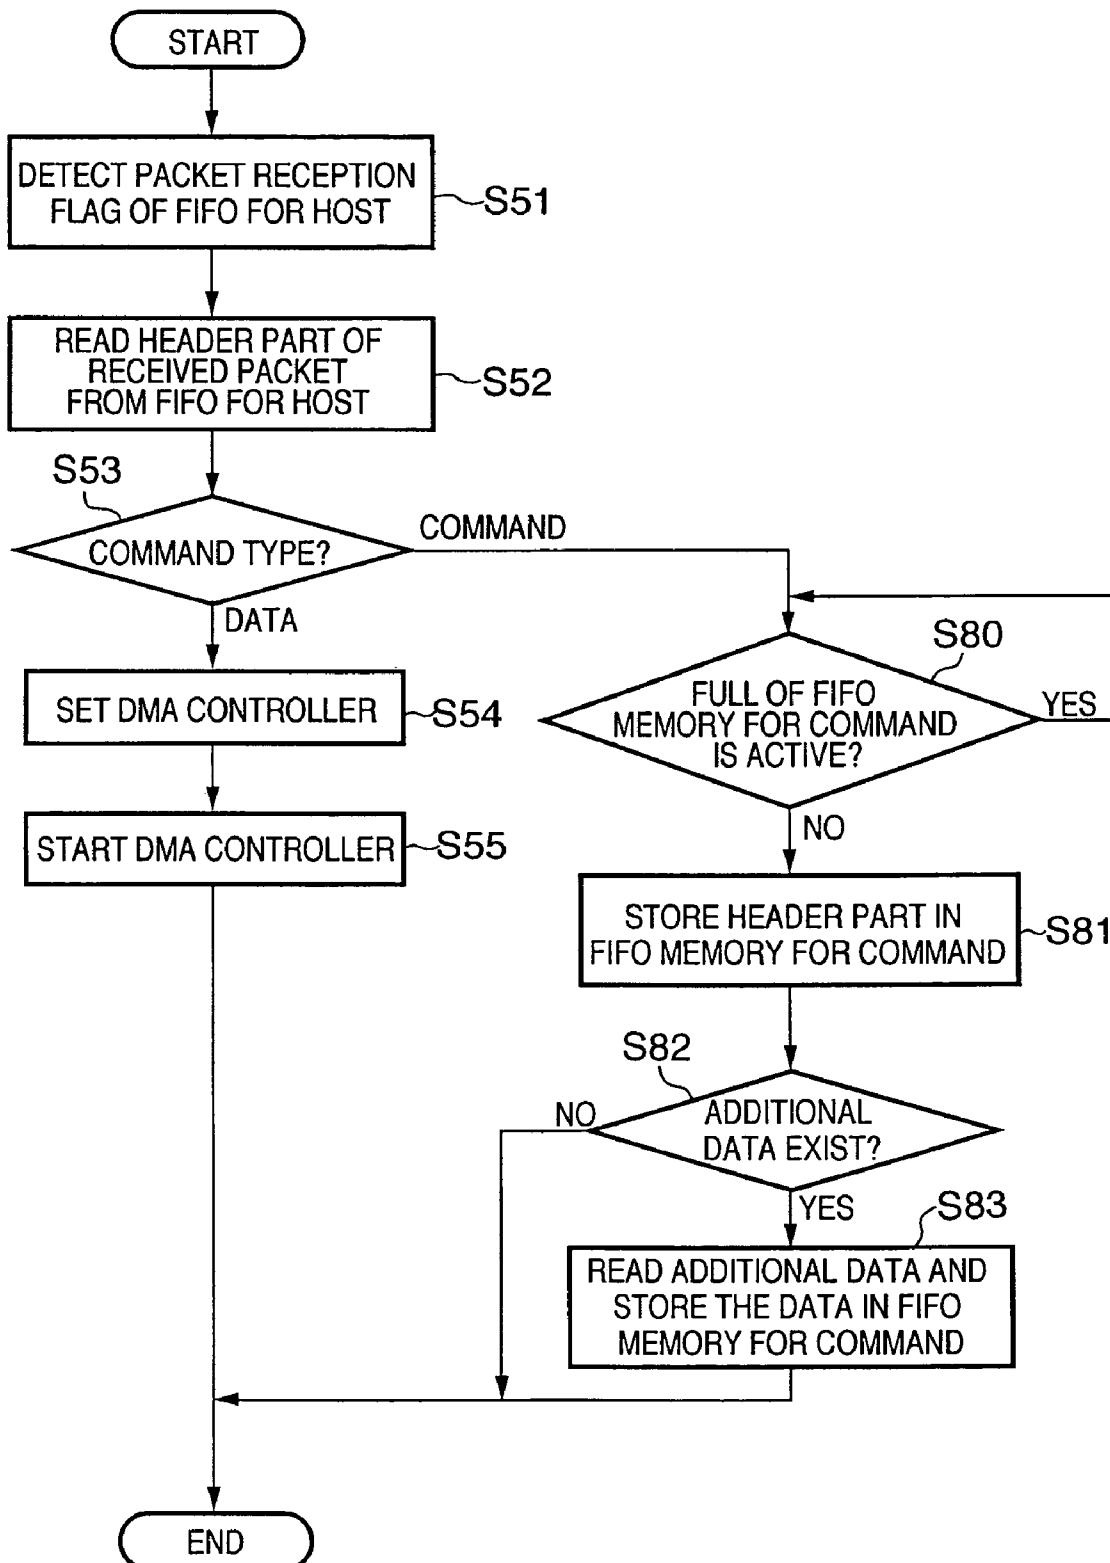 START
DETECT PACKET RECEPTION
FLAG OF FIFO FOR HOST
S51
READ HEADER PART OF
RECEIVED PACKET
FROM FIFO FOR HOST
S52
S53
COMMAND TYPE?
COMMAND
DATA
SET DMA CONTROLLER
S54
START DMA CONTROLLER
S55
S80
FULL OF FIFO
MEMORY FOR COMMAND
IS ACTIVE?
YES
NO
STORE HEADER PART IN
FIFO MEMORY FOR COMMAND
S81
S82
ADDITIONAL
DATA EXIST?
NO
YES
S83
READ ADDITIONAL DATA AND
STORE THE DATA IN FIFO
MEMORY FOR COMMAND
END